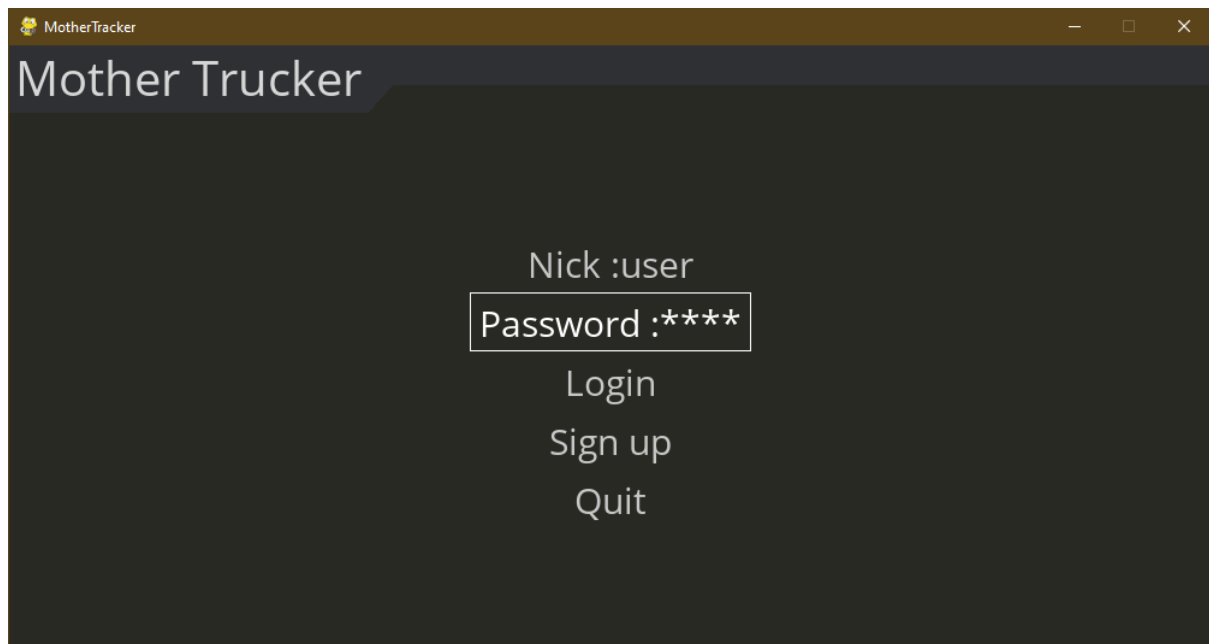 MotherTracker
Mother Trucker
Nick :user
Password :****
Login
Sign up
Quit